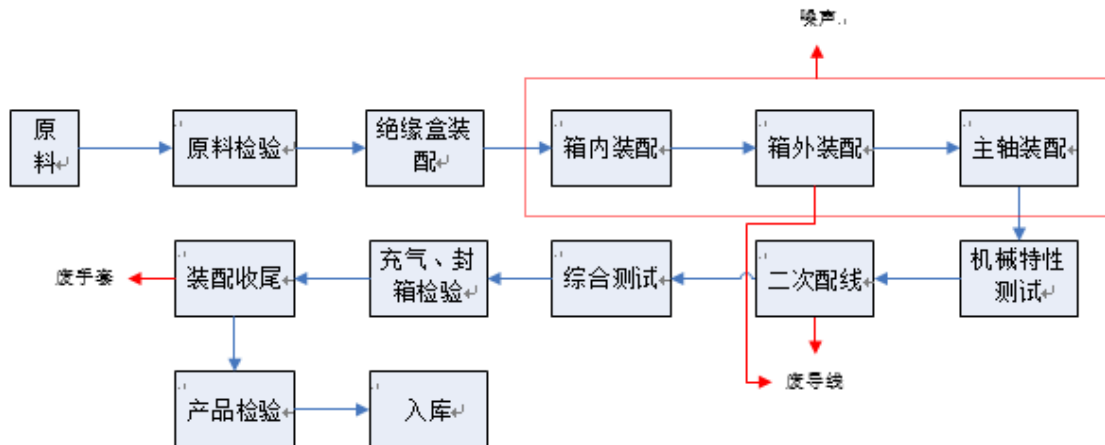 噪声
原
料
原料检验
绝缘盒装
配
箱内装配
箱外装配
主轴装配
废手套
装配收尾
充气、封
箱检验
综合测试
二次配线
机械特性
测试
废导线
产品检验
入库